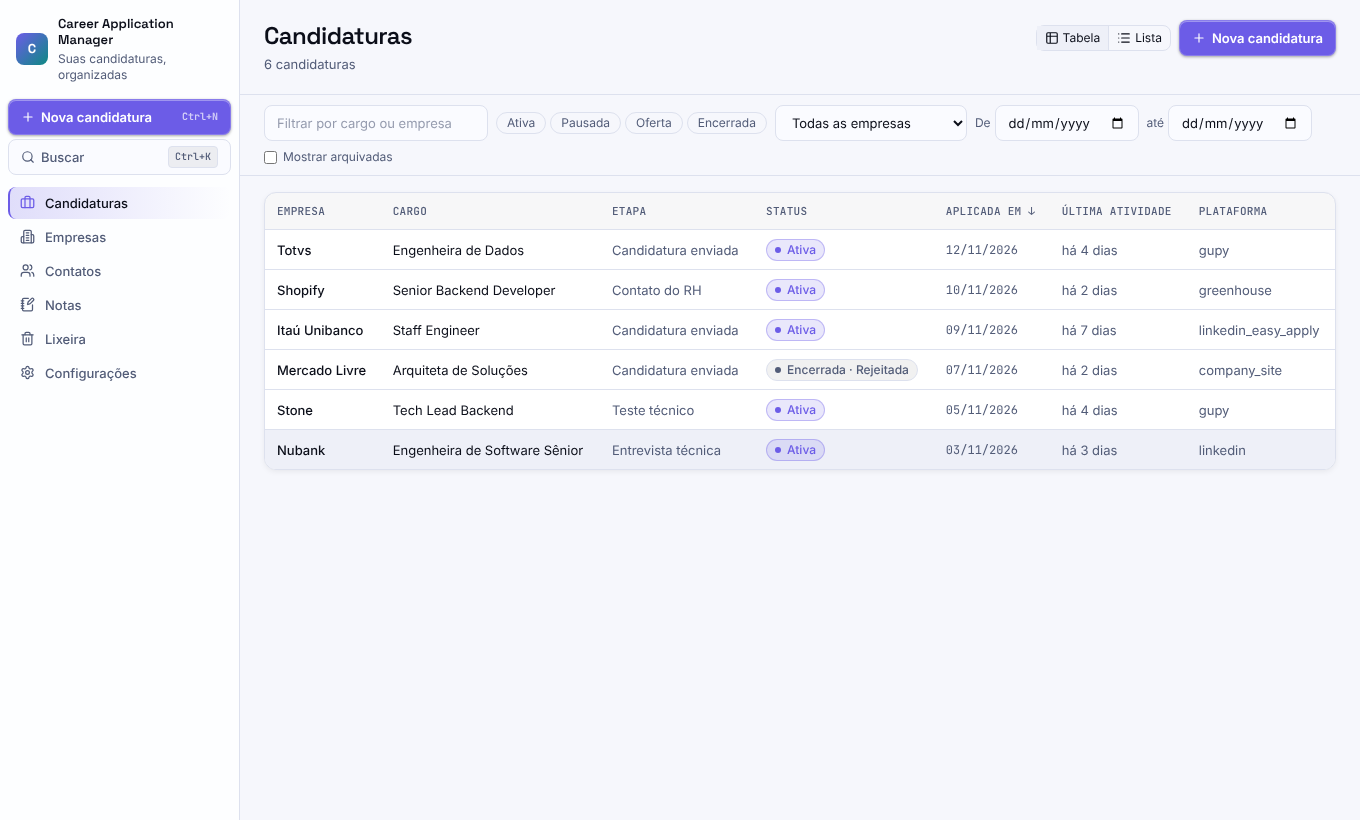 C
Career Application
Manager
Suas candidaturas,
organizadas
Nova candidatura Ctrl+N
Buscar Ctrl+K
Candidaturas
Empresas
Contatos
Notas
Lixeira
Configurações
Candidaturas
6 candidaturas
Tabela Lista
Nova candidatura
Filtrar por cargo ou empresa Ativa Pausada Oferta Encerrada Todas as empresas De dd/mm/yyyy até dd/mm/yyyy
Mostrar arquivadas
EMPRESA CARGO ETAPA STATUS APLICADA EM ↓ ÚLTIMA ATIVIDADE PLATAFORMA
Totvs Engenheira de Dados Candidatura enviada Ativa 12/11/2026 há 4 dias gupy
Shopify Senior Backend Developer Contato do RH Ativa 10/11/2026 há 2 dias greenhouse
Itaú Unibanco Staff Engineer Candidatura enviada Ativa 09/11/2026 há 7 dias linkedin_easy_apply
Mercado Livre Arquiteta de Soluções Candidatura enviada Encerrada · Rejeitada 07/11/2026 há 2 dias company_site
Stone Tech Lead Backend Teste técnico Ativa 05/11/2026 há 4 dias gupy
Nubank Engenheira de Software Sênior Entrevista técnica Ativa 03/11/2026 há 3 dias linkedin